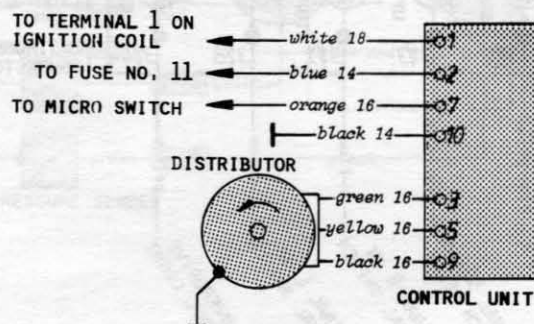 TO TERMINAL 1 ON
IGNITION COIL
white 18
1
TO FUSE NO. 11
blue 14
2
TO MICRO SWITCH
orange 16
7
black 14
10
DISTRIBUTOR
green 16
3
yellow 16
5
black 16
9
CONTROL UNIT